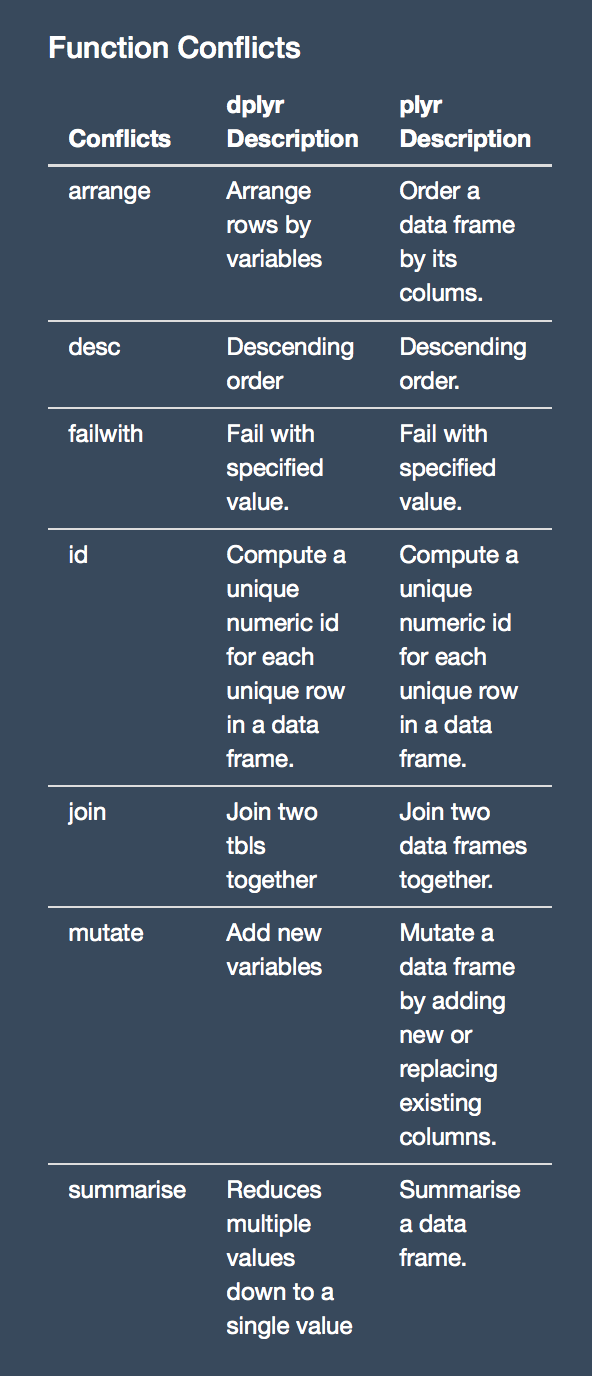 Function Conflicts
dplyr plyr
Conflicts Description Description
arrange Arrange Order a
rows by data frame
variables by its
colums.
desc Descending Descending
order order.
failwith Fail with Fail with
specified specified
value. value.
id Compute a Compute a
unique unique
numeric id numeric id
for each for each
unique row unique row
in a data in a data
frame. frame.
join Join two Join two
tbls data frames
together together.
mutate Add new Mutate a
variables data frame
by adding
new or
replacing
existing
columns.
summarise Reduces Summarise
multiple a data
values frame.
down to a
single value